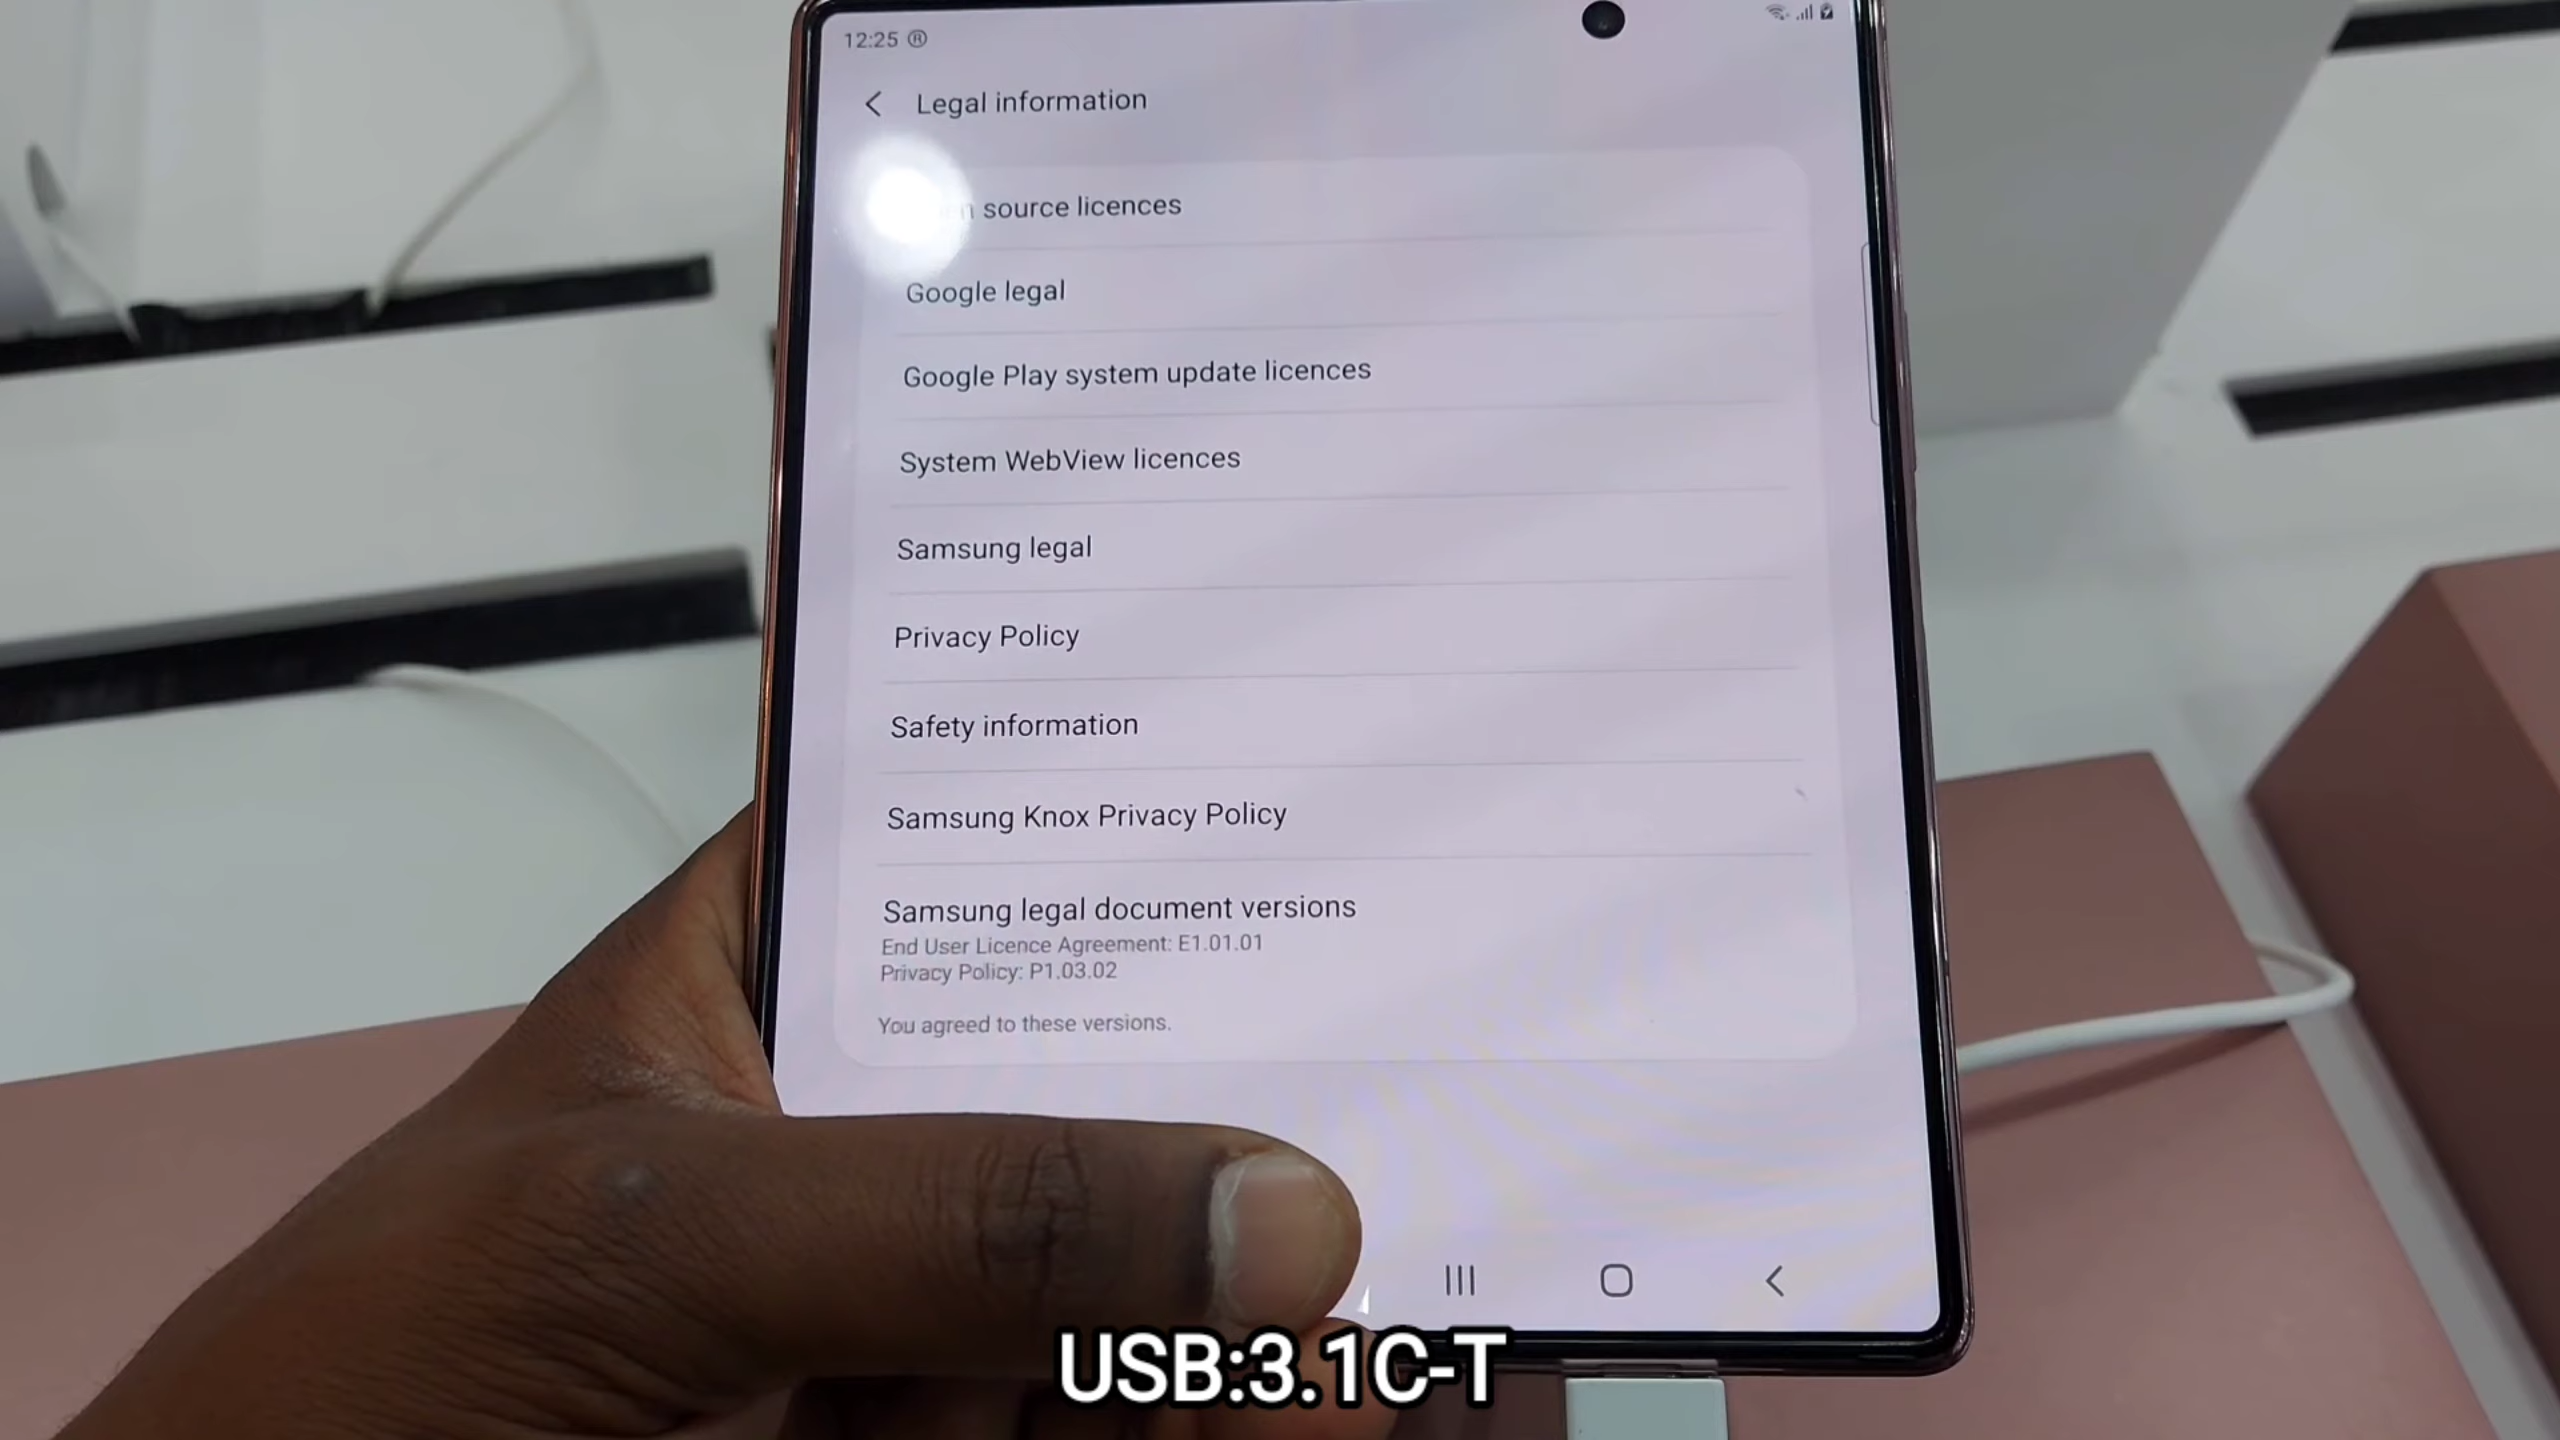 12:25 ®
Legal information
source licences
Google legal
Google Play system update licences
System WebView licences
Samsung legal
Privacy Policy
Safety information
Samsung Knox Privacy Policy
Samsung legal document versions
End User Licence Agreement: E1.01.01
Privacy Policy: P1.03.02
You agreed to these versions.
USB:3.1C-T